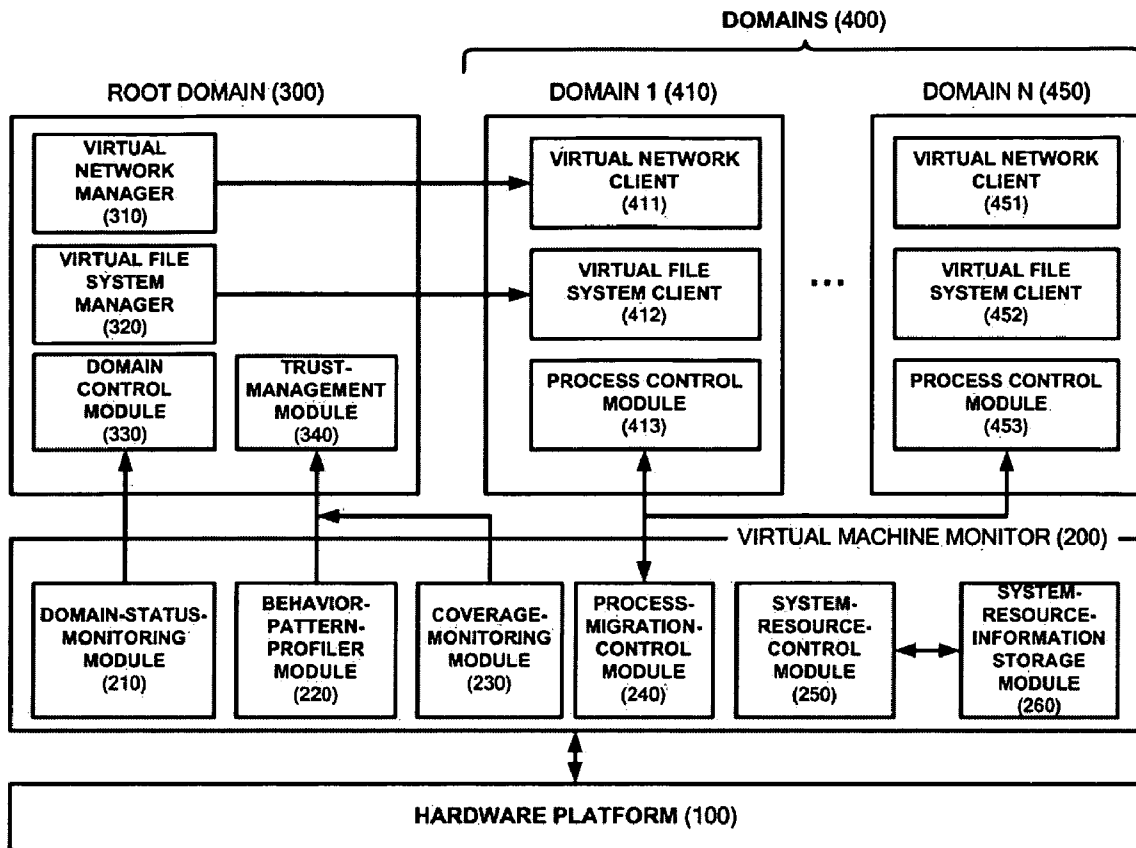 DOMAINS (400)
ROOT DOMAIN (300)
DOMAIN 1 (410)
DOMAIN N (450)
VIRTUAL
NETWORK
MANAGER
(310)
VIRTUAL FILE
SYSTEM
MANAGER
(320)
DOMAIN
CONTROL
MODULE
(330)
TRUST-
MANAGEMENT
MODULE
(340)
VIRTUAL NETWORK
CLIENT
(411)
VIRTUAL FILE
SYSTEM CLIENT
(412)
PROCESS CONTROL
MODULE
(413)
...
VIRTUAL NETWORK
CLIENT
(451)
VIRTUAL FILE
SYSTEM CLIENT
(452)
PROCESS CONTROL
MODULE
(453)
VIRTUAL MACHINE MONITOR (200)
DOMAIN-STATUS-
MONITORING
MODULE
(210)
BEHAVIOR-
PATTERN-
PROFILER
MODULE
(220)
COVERAGE-
MONITORING
MODULE
(230)
PROCESS-
MIGRATION-
CONTROL
MODULE
(240)
SYSTEM-
RESOURCE-
CONTROL
MODULE
(250)
SYSTEM-
RESOURCE-
INFORMATION
STORAGE
MODULE
(260)
HARDWARE PLATFORM (100)